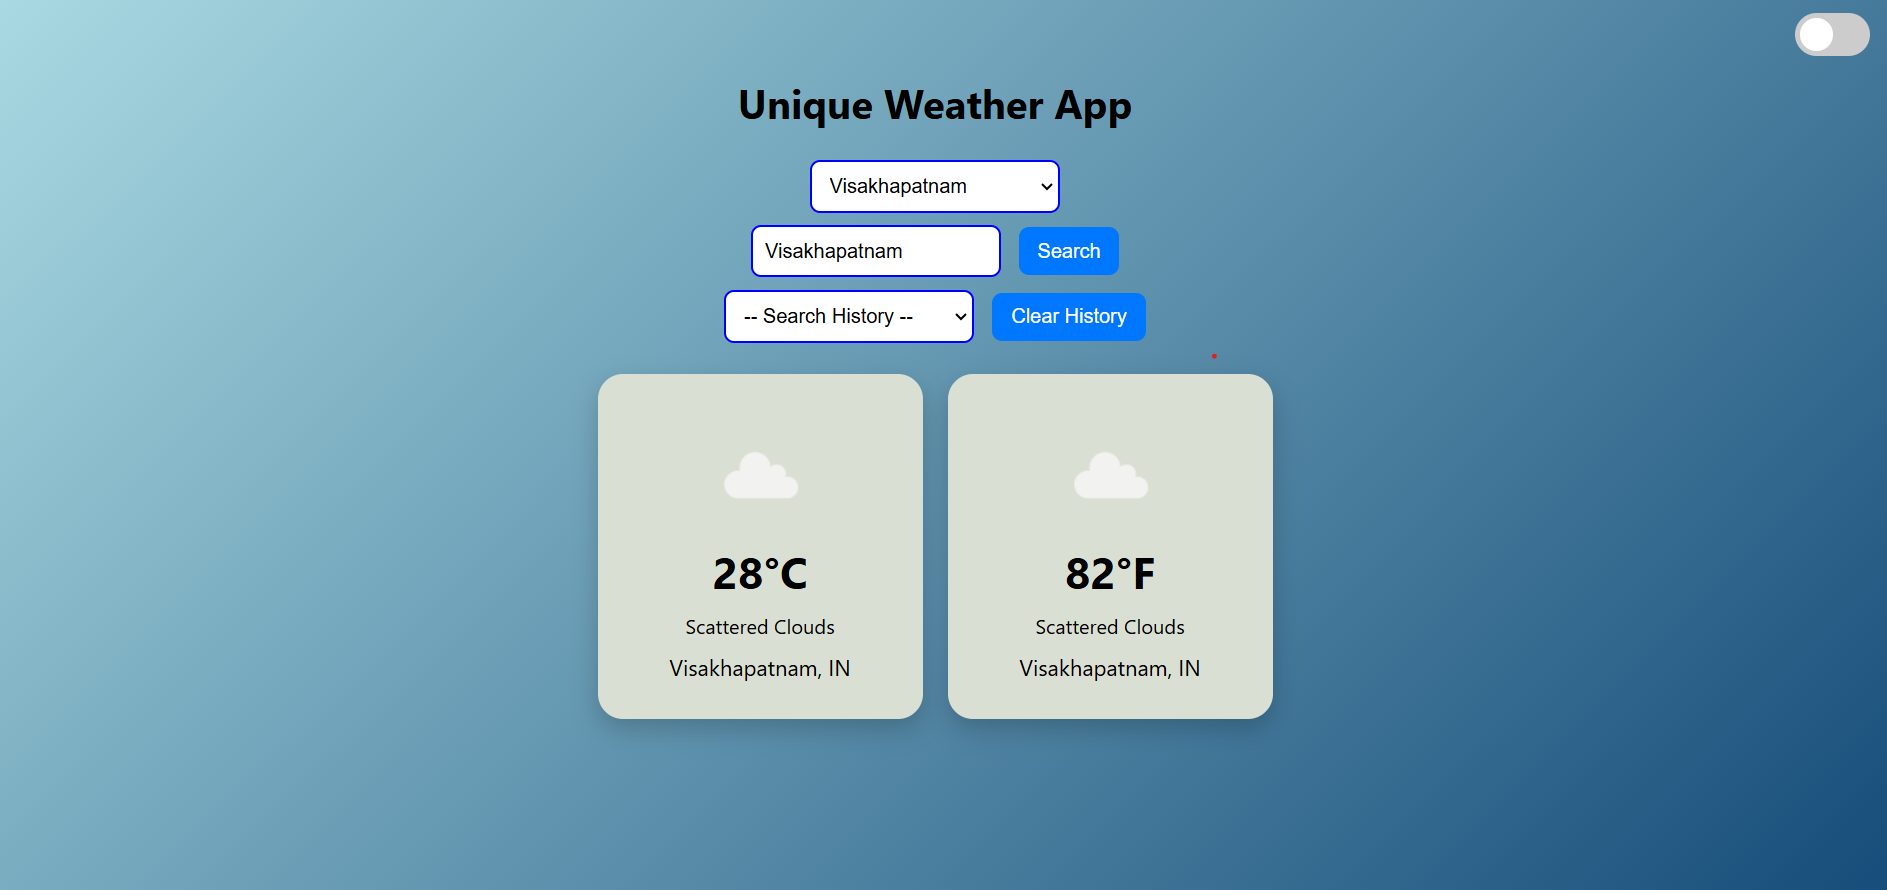 Unique Weather App
Visakhapatnam
Visakhapatnam
Search
-- Search History --
Clear History
28°C
Scattered Clouds
Visakhapatnam, IN
82°F
Scattered Clouds
Visakhapatnam, IN